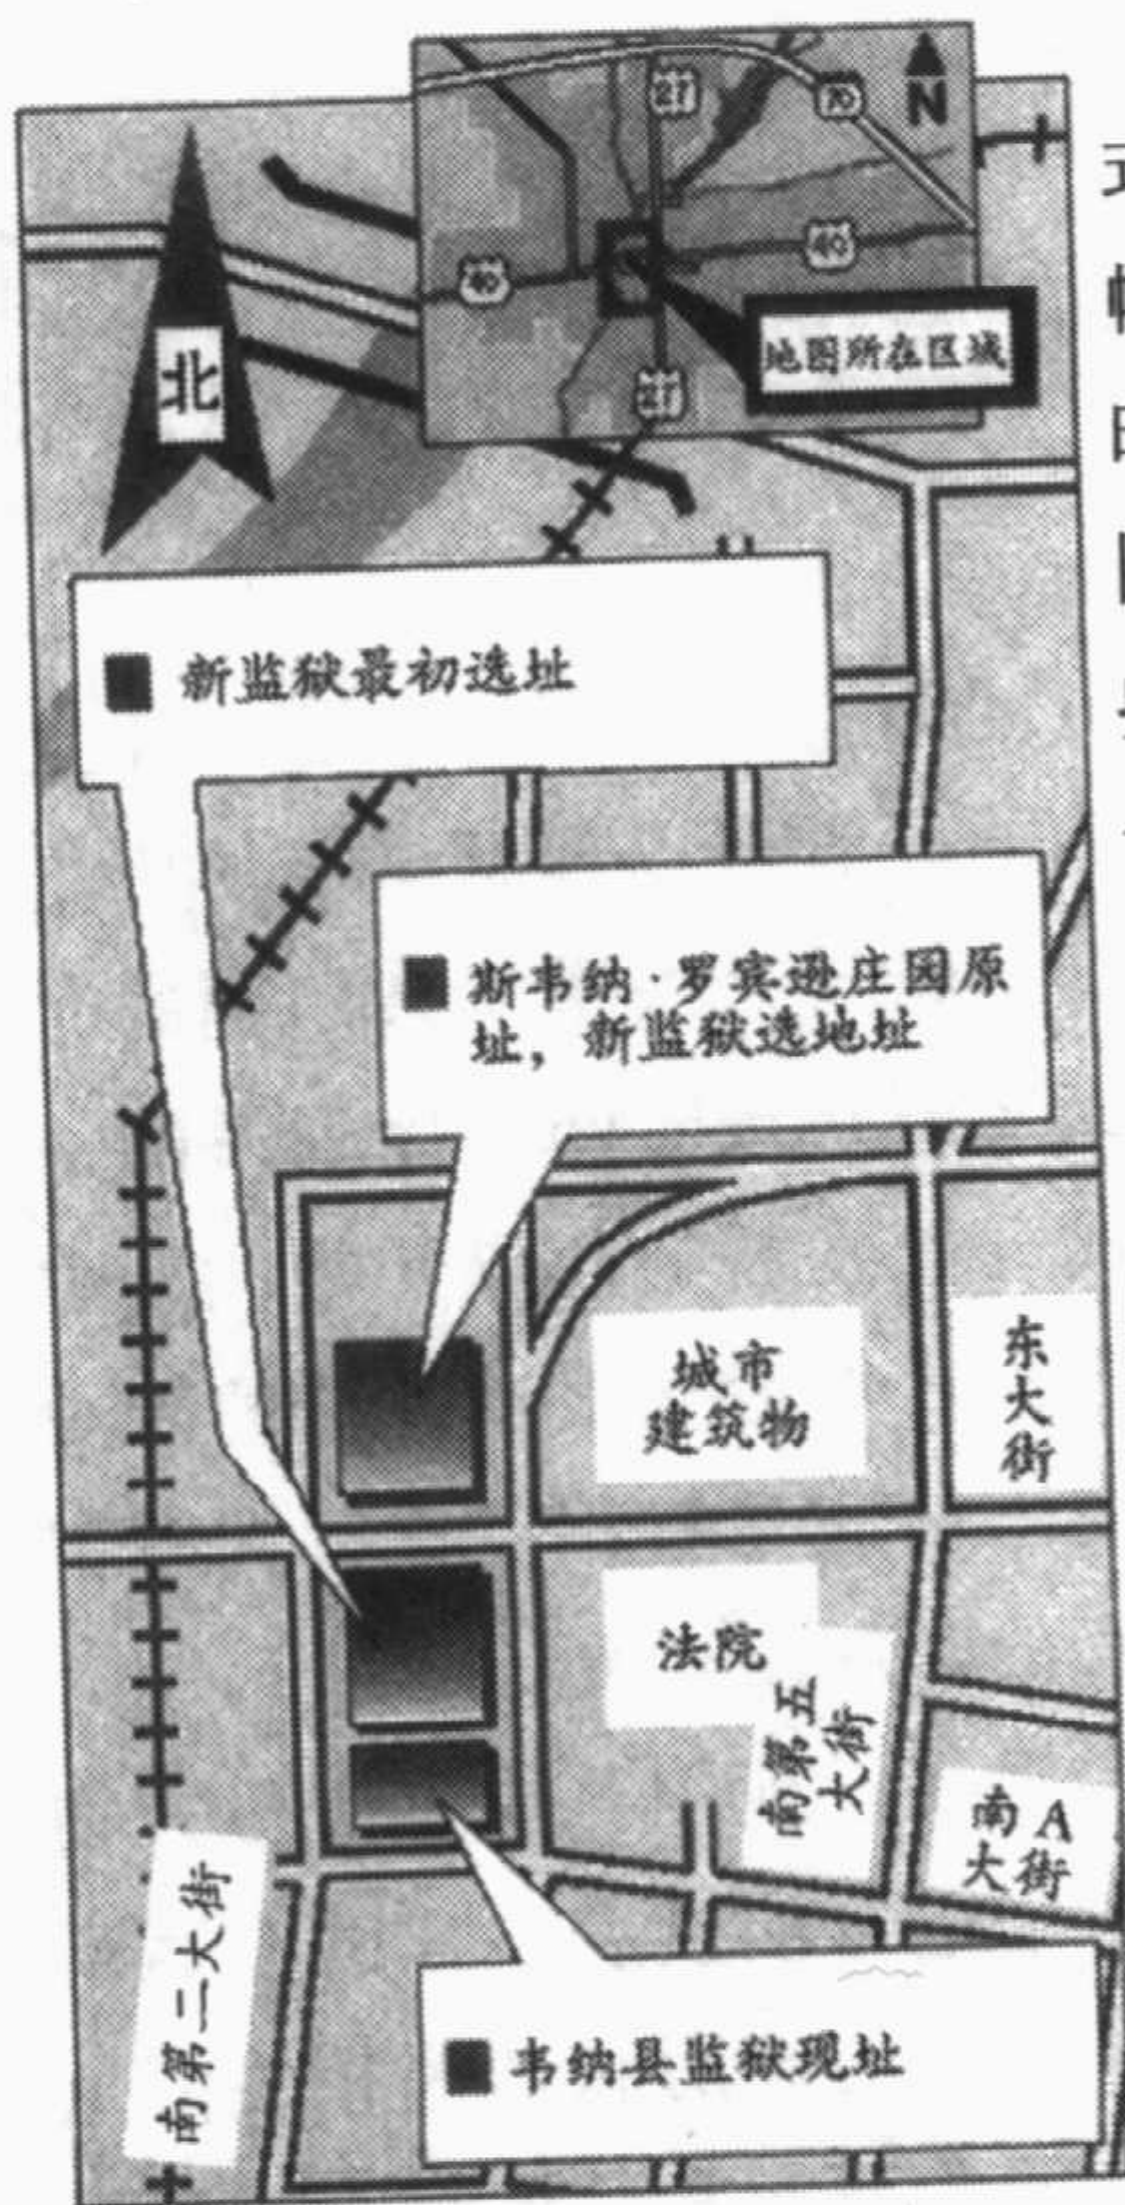 27
70
N
40
40
27
地图所在区域
北
新监狱最初选址
斯韦纳·罗宾逊庄园原
址，新监狱选地址
城市
建筑物
东大街
法院
南第五
大街
南A
大街
南第二大街
韦纳县监狱现址